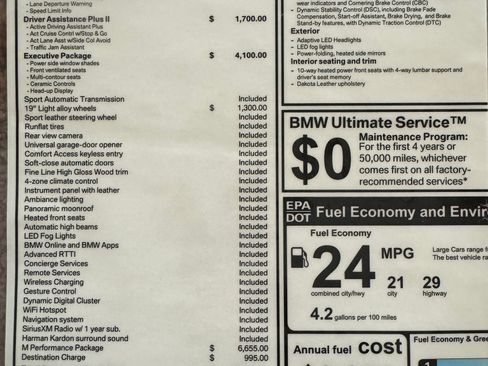 - Lane Departure Warning
- Speed Limit Info
Driver Assistance Plus II $ 1,700.00
- Active Driving Assistant Plus
- Act Cruise Contrl w/Stop & Go
- Act Lane Asst w/Side Col Avoid
- Traffic Jam Assistant
Executive Package $ 4,100.00
- Power side window shades
- Front ventilated seats
- Multi-contour seats
- Ceramic Controls
- Head-up Display
Sport Automatic Transmission Included
19" Light alloy wheels $ 1,300.00
Sport leather steering wheel Included
Runflat tires Included
Rear view camera Included
Universal garage-door opener Included
Comfort Access keyless entry Included
Soft-close automatic doors Included
Fine Line High Gloss Wood trim Included
4-zone climate control Included
Instrument panel with leather Included
Ambiance lighting Included
Panoramic moonroof Included
Heated front seats Included
Automatic high beams Included
LED Fog Lights Included
BMW Online and BMW Apps Included
Advanced RTTI Included
Concierge Services Included
Remote Services Included
Wireless Charging Included
Gesture Control Included
Dynamic Digital Cluster Included
WiFi Hotspot Included
Navigation system Included
SiriusXM Radio w/ 1 year sub. Included
Harman Kardon surround sound Included
M Performance Package $ 6,655.00
Destination Charge $ 995.00
wear indicators and Cornering Brake Control (CBC)
- Dynamic Stability Control (DSC), including Brake Fade
Compensation, Start-off Assistant, Brake Drying, and Brake
Stand-by features, with Dynamic Traction Control (DTC)
Exterior
- Adaptive LED Headlights
- LED fog lights
- Power-folding, heated side mirrors
Interior seating and trim
- 10-way heated power front seats with 4-way lumbar support and
driver's seat memory
- Dakota Leather upholstery
BMW Ultimate Service™
$0
Maintenance Program:
For the first 4 years or
50,000 miles, whichever
comes first on all factory-
recommended services*
EPA
DOT
Fuel Economy and Envir
Fuel Economy
24 MPG
combined city/hwy
21
city
29
highway
Large Cars range f
The best vehicle ra
4.2 gallons per 100 miles
Annual fuel cost
Fuel Economy & Gree